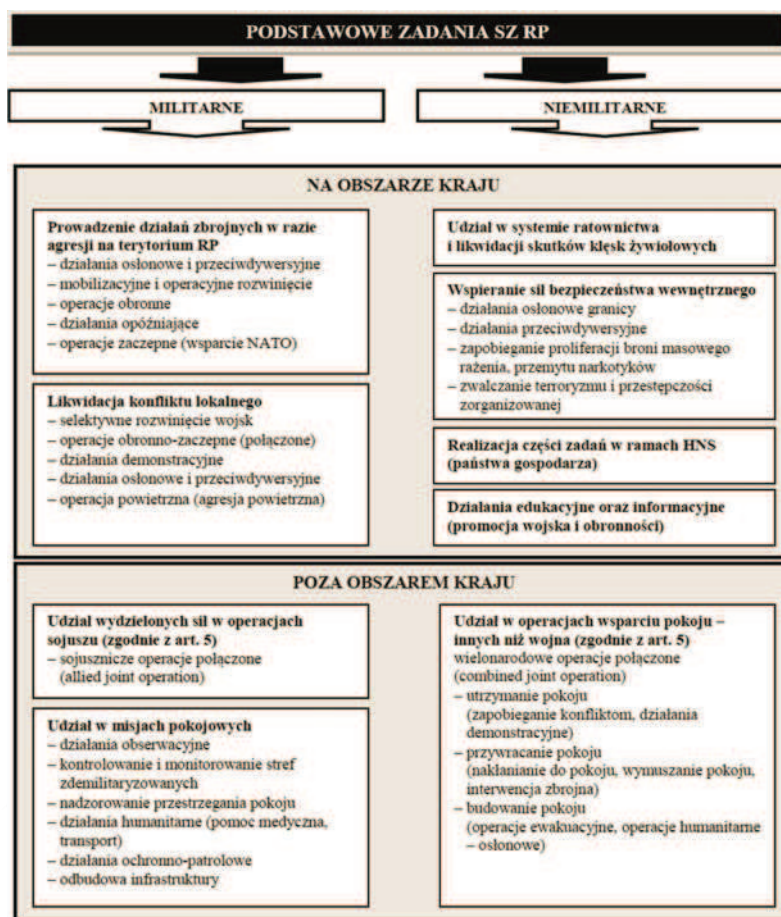 PODSTAWOWE ZADANIA SZ RP
MILITARNE
NIEMILITARNE
NA OBSZARZE KRAJU
Prowadzenie działań zbrojnych w razie
agresji na terytorium RP
– działania osłonowe i przeciwdywersyjne
– mobilizacyjne i operacyjne rozwinięcie
– operacje obronne
– działania opóźniające
– operacje zaczepne (wsparcie NATO)
Likwidacja konfliktu lokalnego
– selektywne rozwinięcie wojsk
– operacje obronno-zaczepne (połączone)
– działania demonstracyjne
– działania osłonowe i przeciwdywersyjne
– operacja powietrzna (agresja powietrzna)
Udział w systemie ratownictwa
i likwidacji skutków klęsk żywiołowych
Wspieranie sił bezpieczeństwa wewnętrznego
– działania osłonowe granicy
– działania przeciwdywersyjne
– zapobieganie proliferacji broni masowego
rażenia, przemytu narkotyków
– zwalczanie terroryzmu i przestępczości
zorganizowanej
Realizacja części zadań w ramach HNS
(państwa gospodarza)
Działania edukacyjne oraz informacyjne
(promocja wojska i obronności)
POZA OBSZAREM KRAJU
Udział wydzielonych sił w operacjach
sojuszu (zgodnie z art. 5)
– sojusznicze operacje połączone
(allied joint operation)
Udział w misjach pokojowych
– działania obserwacyjne
– kontrolowanie i monitorowanie stref
zdemilitaryzowanych
– nadzorowanie przestrzegania pokoju
– działania humanitarne (pomoc medyczna,
transport)
– działania ochronno-patrolowe
– odbudowa infrastruktury
Udział w operacjach wsparciu pokoju –
innych niż wojna (zgodnie z art. 5)
wielonarodowe operacje połączone
(combined joint operation)
– utrzymanie pokoju
(zapobieganie konfliktom, działania
demonstracyjne)
– przywracanie pokoju
(nakłanianie do pokoju, wymuszanie pokoju,
interwencja zbrojna)
– budowanie pokoju
(operacje ewakuacyjne, operacje humanitarne
– osłonowe)